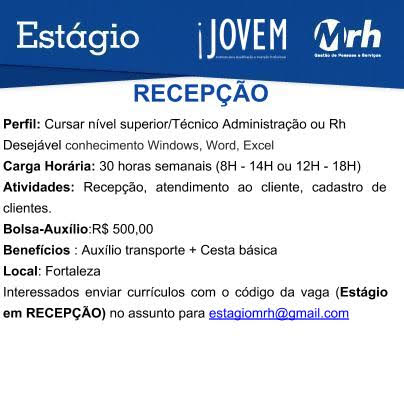 Estágio
iJOVEM
Mrh
Gestão de Pessoas e Serviços
RECEPÇÃO
Perfil: Cursar nível superior/Técnico Administração ou Rh
Desejável conhecimento Windows, Word, Excel
Carga Horária: 30 horas semanais (8H - 14H ou 12H - 18H)
Atividades: Recepção, atendimento ao cliente, cadastro de
clientes.
Bolsa-Auxílio:R$ 500,00
Benefícios : Auxílio transporte + Cesta básica
Local: Fortaleza
Interessados enviar currículos com o código da vaga (Estágio
em RECEPÇÃO) no assunto para estagiomrh@gmail.com